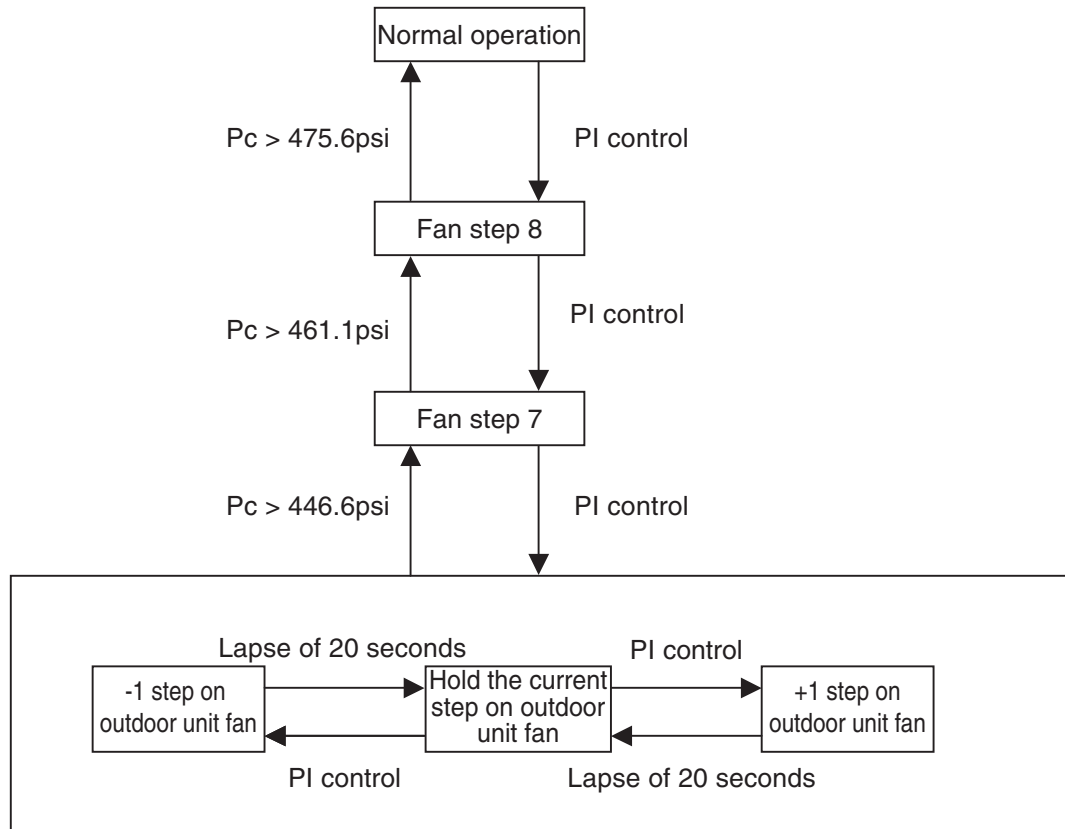 Normal operation
Pc > 475.6psi
PI control
Fan step 8
Pc > 461.1psi
PI control
Fan step 7
Pc > 446.6psi
PI control
Lapse of 20 seconds
PI control
-1 step on
outdoor unit fan
Hold the current
step on outdoor
unit fan
+1 step on
outdoor unit fan
PI control
Lapse of 20 seconds